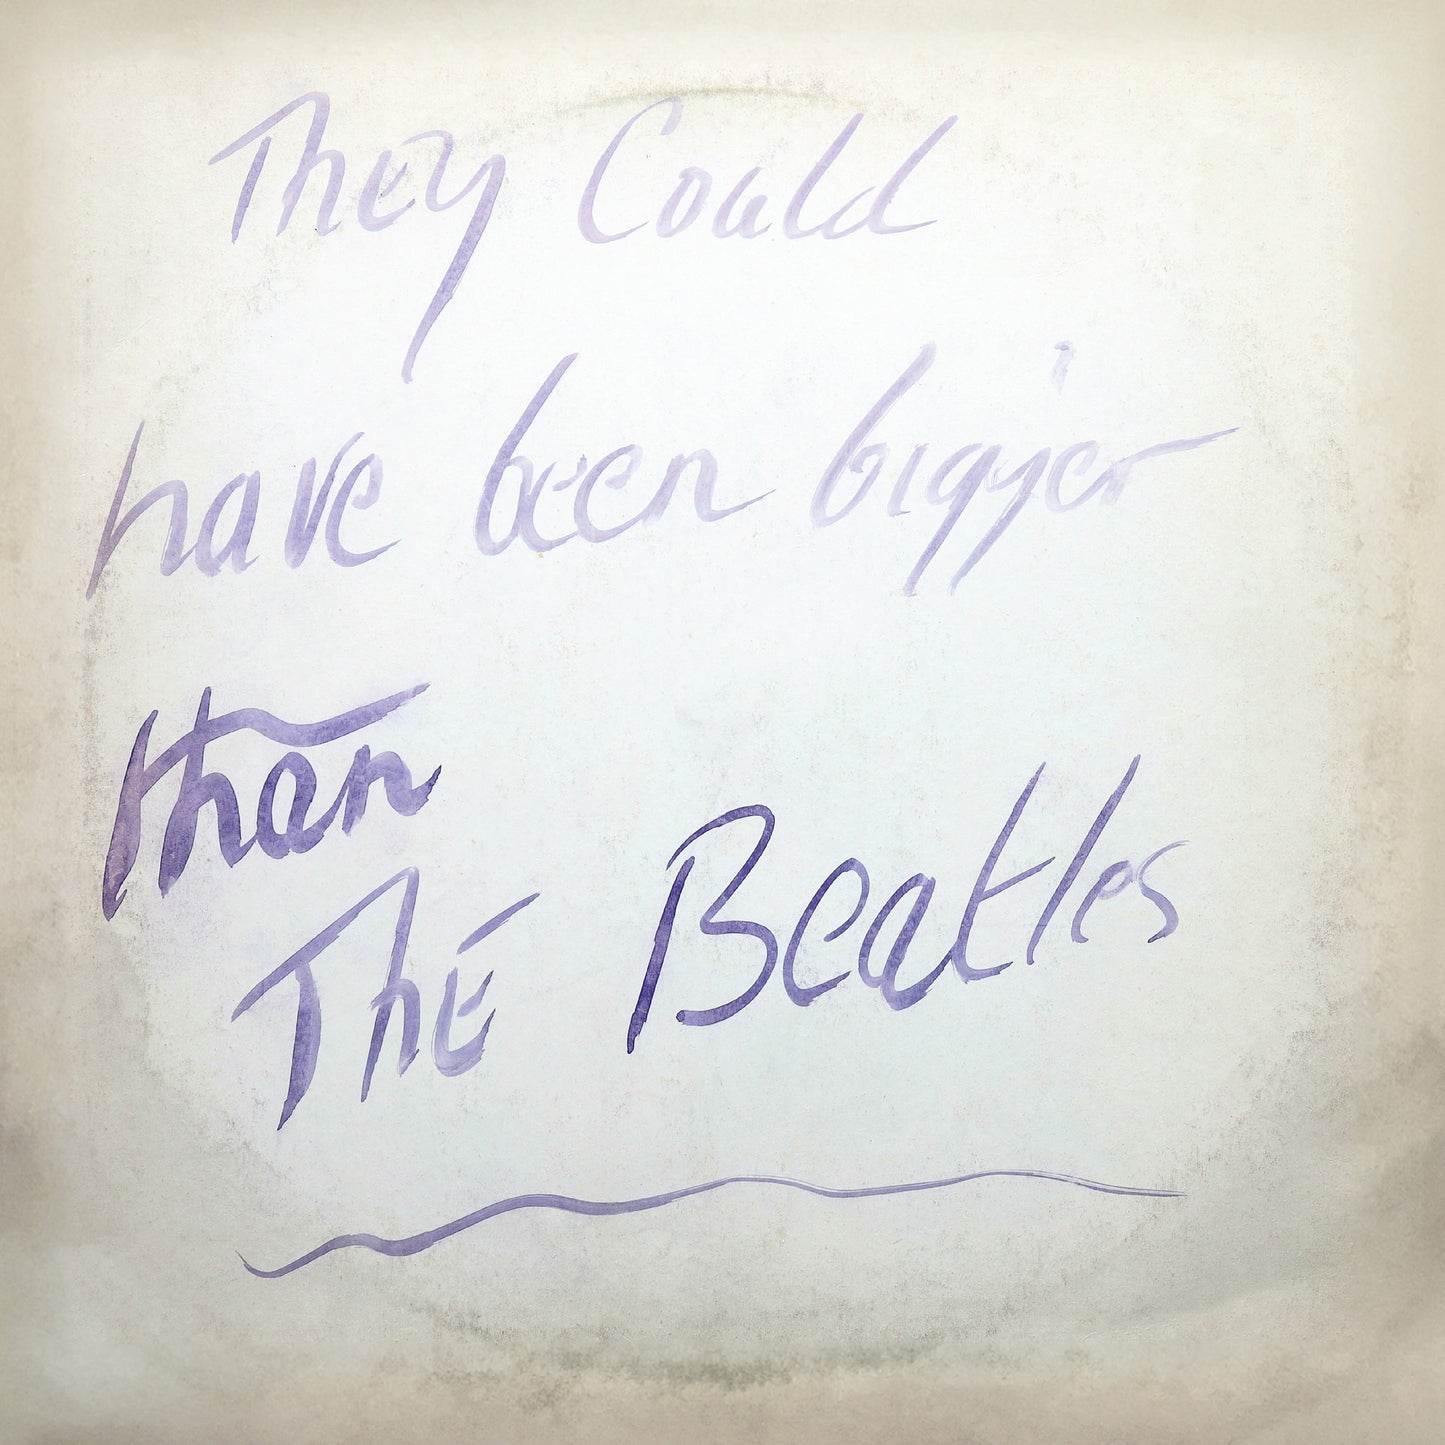 They Could
have been bigger
than
The Beatles